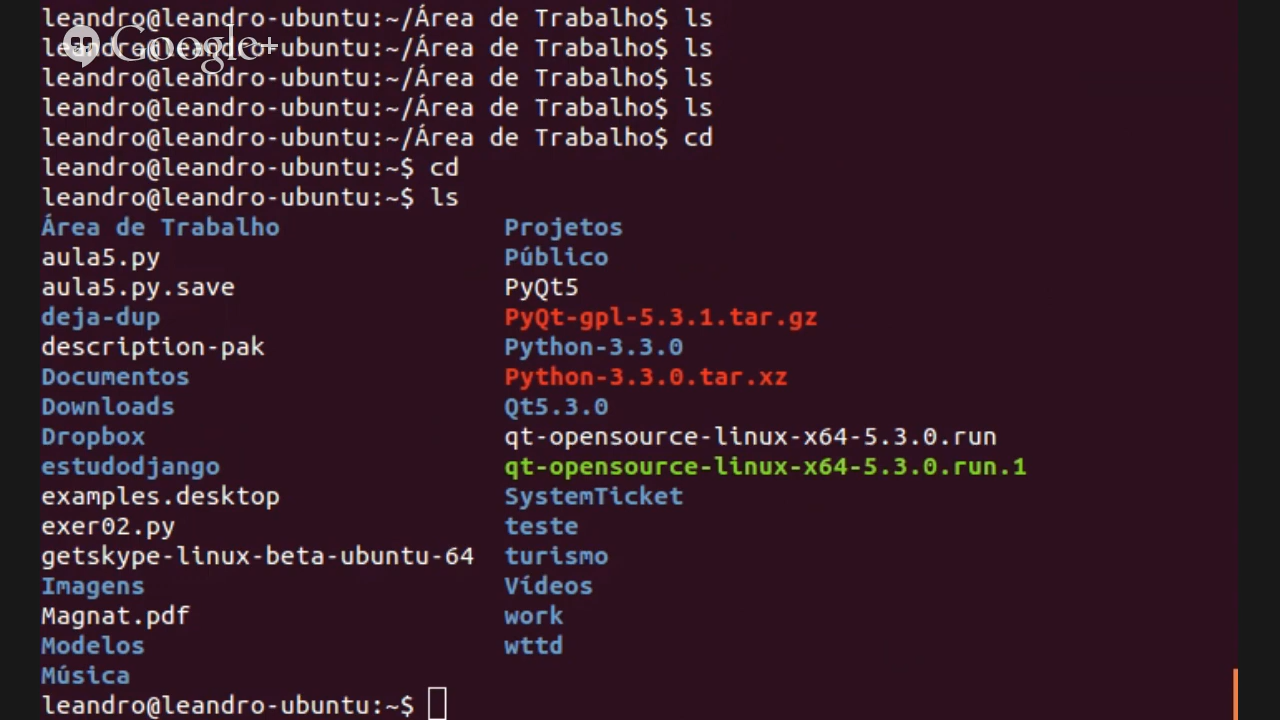 leandro@leandro-ubuntu:~/Área de Trabalho$ ls
Google+
leandro@leandro-ubuntu:~/Área de Trabalho$ ls
leandro@leandro-ubuntu:~/Área de Trabalho$ ls
leandro@leandro-ubuntu:~/Área de Trabalho$ ls
leandro@leandro-ubuntu:~/Área de Trabalho$ cd
leandro@leandro-ubuntu:~$ cd
leandro@leandro-ubuntu:~$ ls
Área de Trabalho Projetos
aula5.py Público
aula5.py.save PyQt5
deja-dup PyQt-gpl-5.3.1.tar.gz
description-pak Python-3.3.0
Documentos Python-3.3.0.tar.xz
Downloads Qt5.3.0
Dropbox qt-opensource-linux-x64-5.3.0.run
estudodjango qt-opensource-linux-x64-5.3.0.run.1
examples.desktop SystemTicket
exer02.py teste
getskype-linux-beta-ubuntu-64 turismo
Imagens Vídeos
Magnat.pdf work
Modelos wttd
Música
leandro@leandro-ubuntu:~$